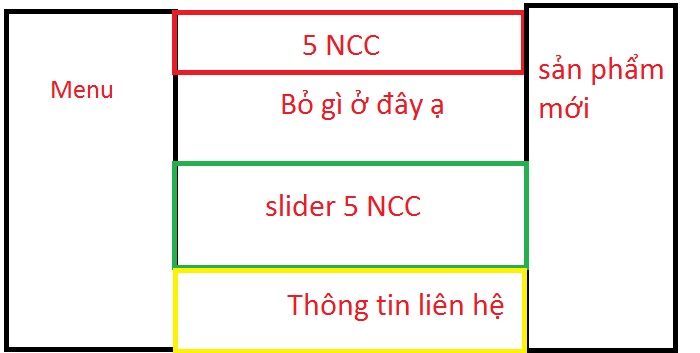 Menu
5 NCC
Bỏ gì ở đây ạ
slider 5 NCC
Thông tin liên hệ
sản phẩm
mới